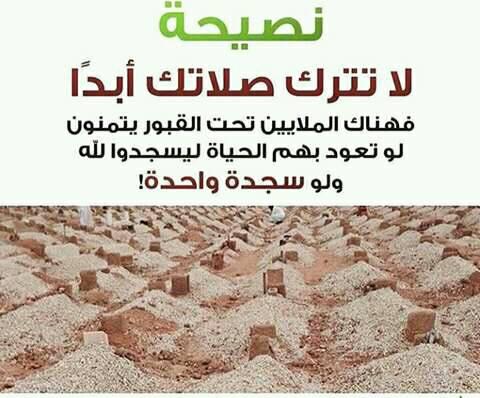 نصيحة
لا تترك صلاتك أبدًا
فهناك الملايين تحت القبور يتمنون
لو تعود بهم الحياة ليسجدوا لله
ولو سجدة واحدة!